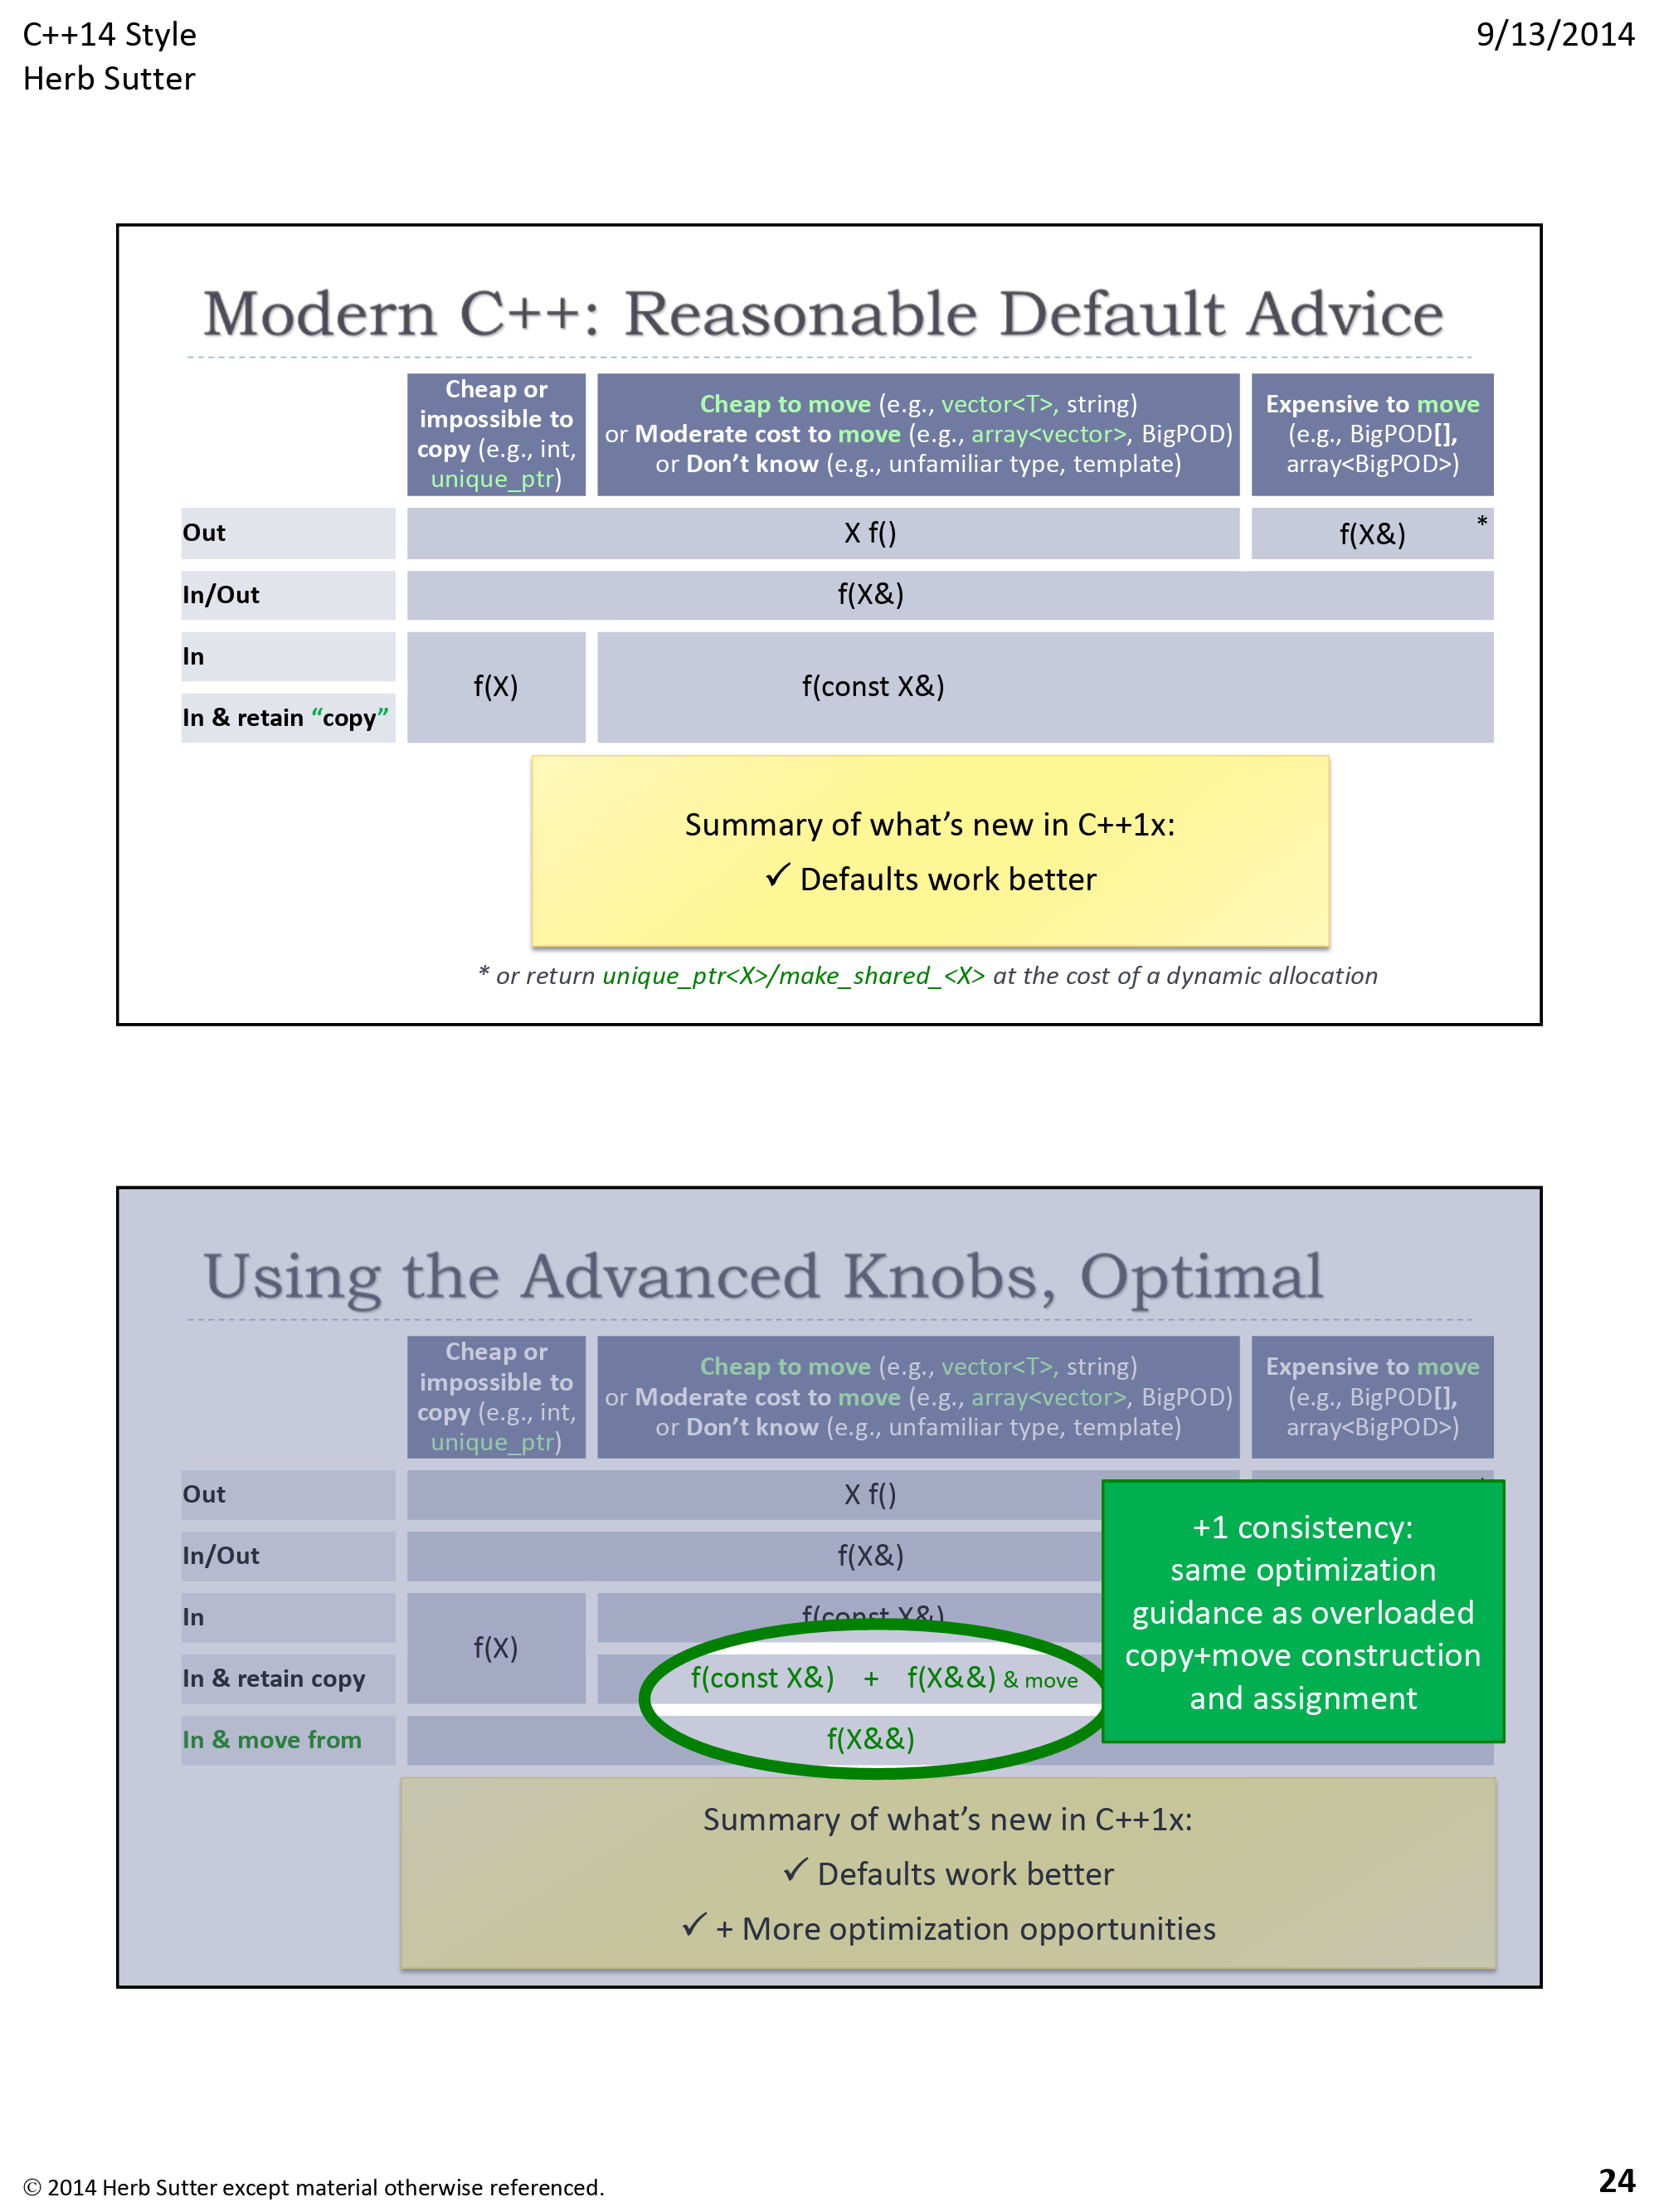 C++14 Style
Herb Sutter
9/13/2014
Modern C++: Reasonable Default Advice
Cheap or
impossible to
copy (e.g., int,
unique_ptr)
Cheap to move (e.g., vector<T>, string)
or Moderate cost to move (e.g., array<vector>, BigPOD)
or Don’t know (e.g., unfamiliar type, template)
Expensive to move
(e.g., BigPOD[],
array<BigPOD>)
Out
X f()
f(X&)
*
In/Out
f(X&)
In
f(X)
f(const X&)
In & retain “copy”
Summary of what’s new in C++1x:
✓ Defaults work better
* or return unique_ptr<X>/make_shared_<X> at the cost of a dynamic allocation
Using the Advanced Knobs, Optimal
Cheap or
impossible to
copy (e.g., int,
unique_ptr)
Cheap to move (e.g., vector<T>, string)
or Moderate cost to move (e.g., array<vector>, BigPOD)
or Don’t know (e.g., unfamiliar type, template)
Expensive to move
(e.g., BigPOD[],
array<BigPOD>)
Out
X f()
In/Out
f(X&)
In
f(const X&)
f(X)
In & retain copy
f(const X&) + f(X&&) & move
In & move from
f(X&&)
+1 consistency:
same optimization
guidance as overloaded
copy+move construction
and assignment
Summary of what’s new in C++1x:
✓ Defaults work better
✓ + More optimization opportunities
© 2014 Herb Sutter except material otherwise referenced.
24